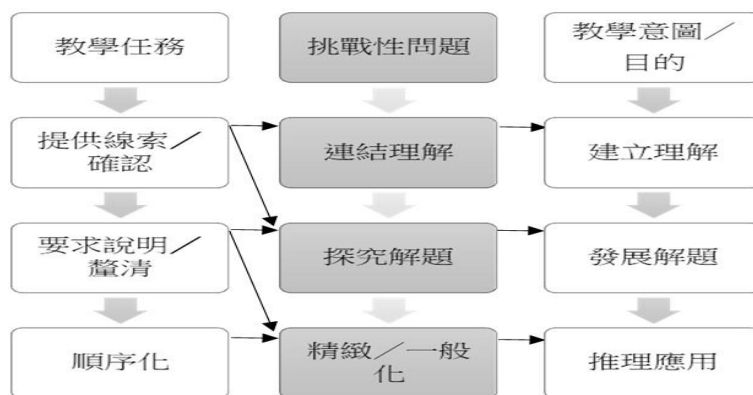 教學任務
挑戰性問題
教學意圖／
目的
提供線索／
確認
連結理解
建立理解
要求說明／
釐清
探究解題
發展解題
順序化
精緻／一般
化
推理應用